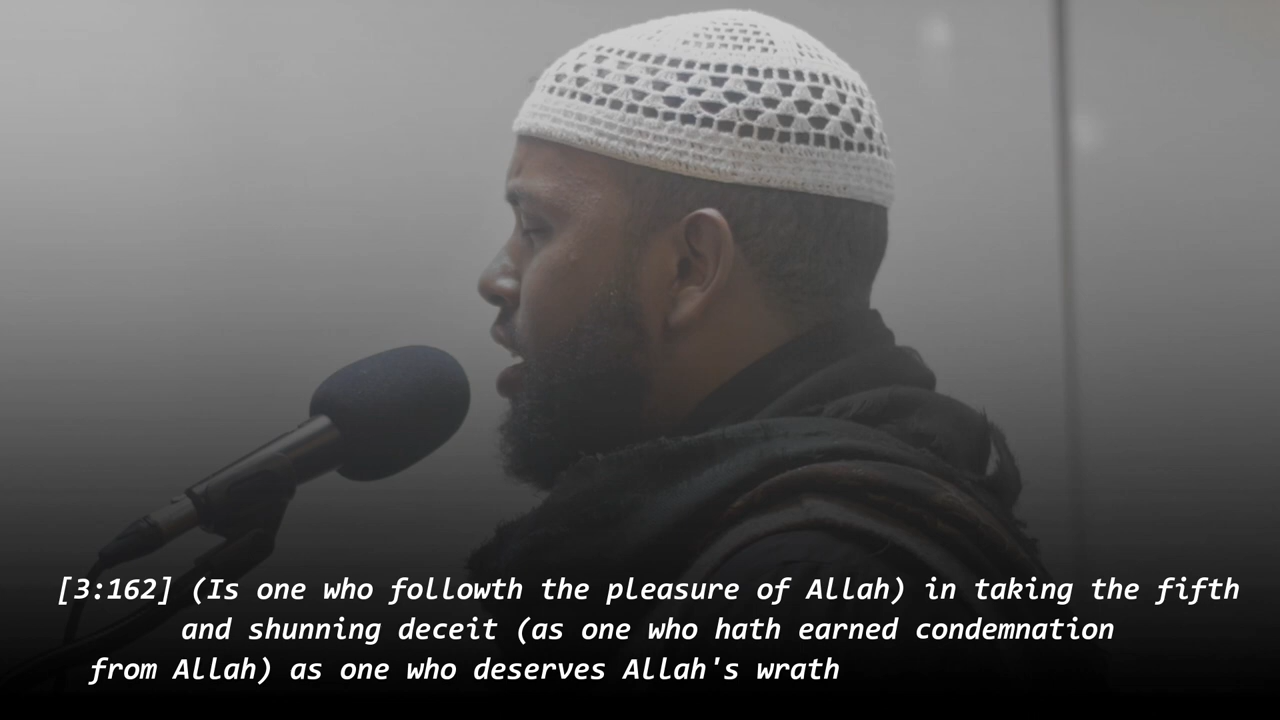 [3:162] (Is one who followth the pleasure of Allah) in taking the fifth
and shunning deceit (as one who hath earned condemnation
from Allah) as one who deserves Allah's wrath